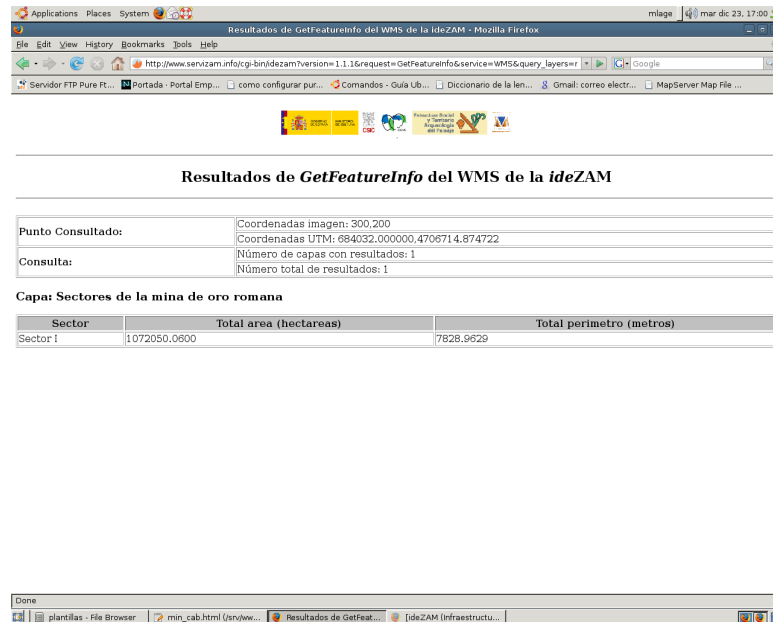 Applications Places System mlage mar dic 23, 17:00
Resultados de GetFeatureInfo del WMS de la ideZAM - Mozilla Firefox
File Edit View History Bookmarks Tools Help
http://www.servizam.info/cgi-bin/idezam?version=1.1.1&request=GetFeatureInfo&service=WMS&query_layers=r Google
Servidor FTP Pure Ft... Portada · Portal Emp... como configurar pur... Comandos - Guía Ub... Diccionario de la len... Gmail: correo electr... MapServer Map File ...
CSIC Estructura Social y Territorio Arqueología del Paisaje
Resultados de GetFeatureInfo del WMS de la ideZAM
Punto Consultado: Coordenadas imagen: 300,200
Coordenadas UTM: 684032.000000,4706714.874722
Consulta: Número de capas con resultados: 1
Número total de resultados: 1
Capa: Sectores de la mina de oro romana
Sector Total area (hectareas) Total perimetro (metros)
Sector I 1072050.0600 7828.9629
Done
plantillas - File Browser min_cab.html (/srv/ww... Resultados de GetFeat... [ideZAM (Infraestructu...